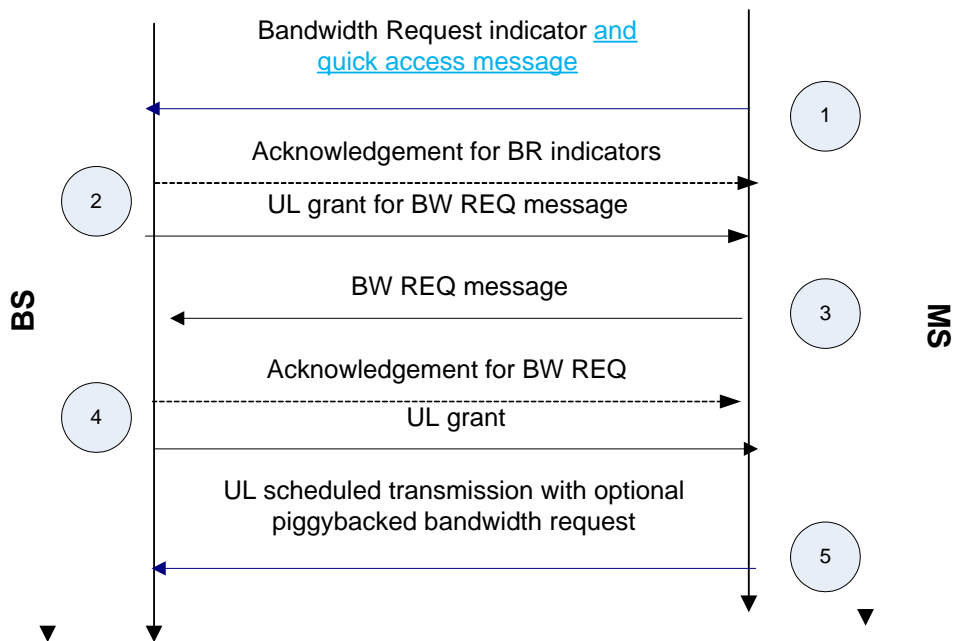 Bandwidth Request indicator and
quick access message
1
Acknowledgement for BR indicators
2
UL grant for BW REQ message
BS
BW REQ message
3
MS
Acknowledgement for BW REQ
4
UL grant
UL scheduled transmission with optional
piggybacked bandwidth request
5